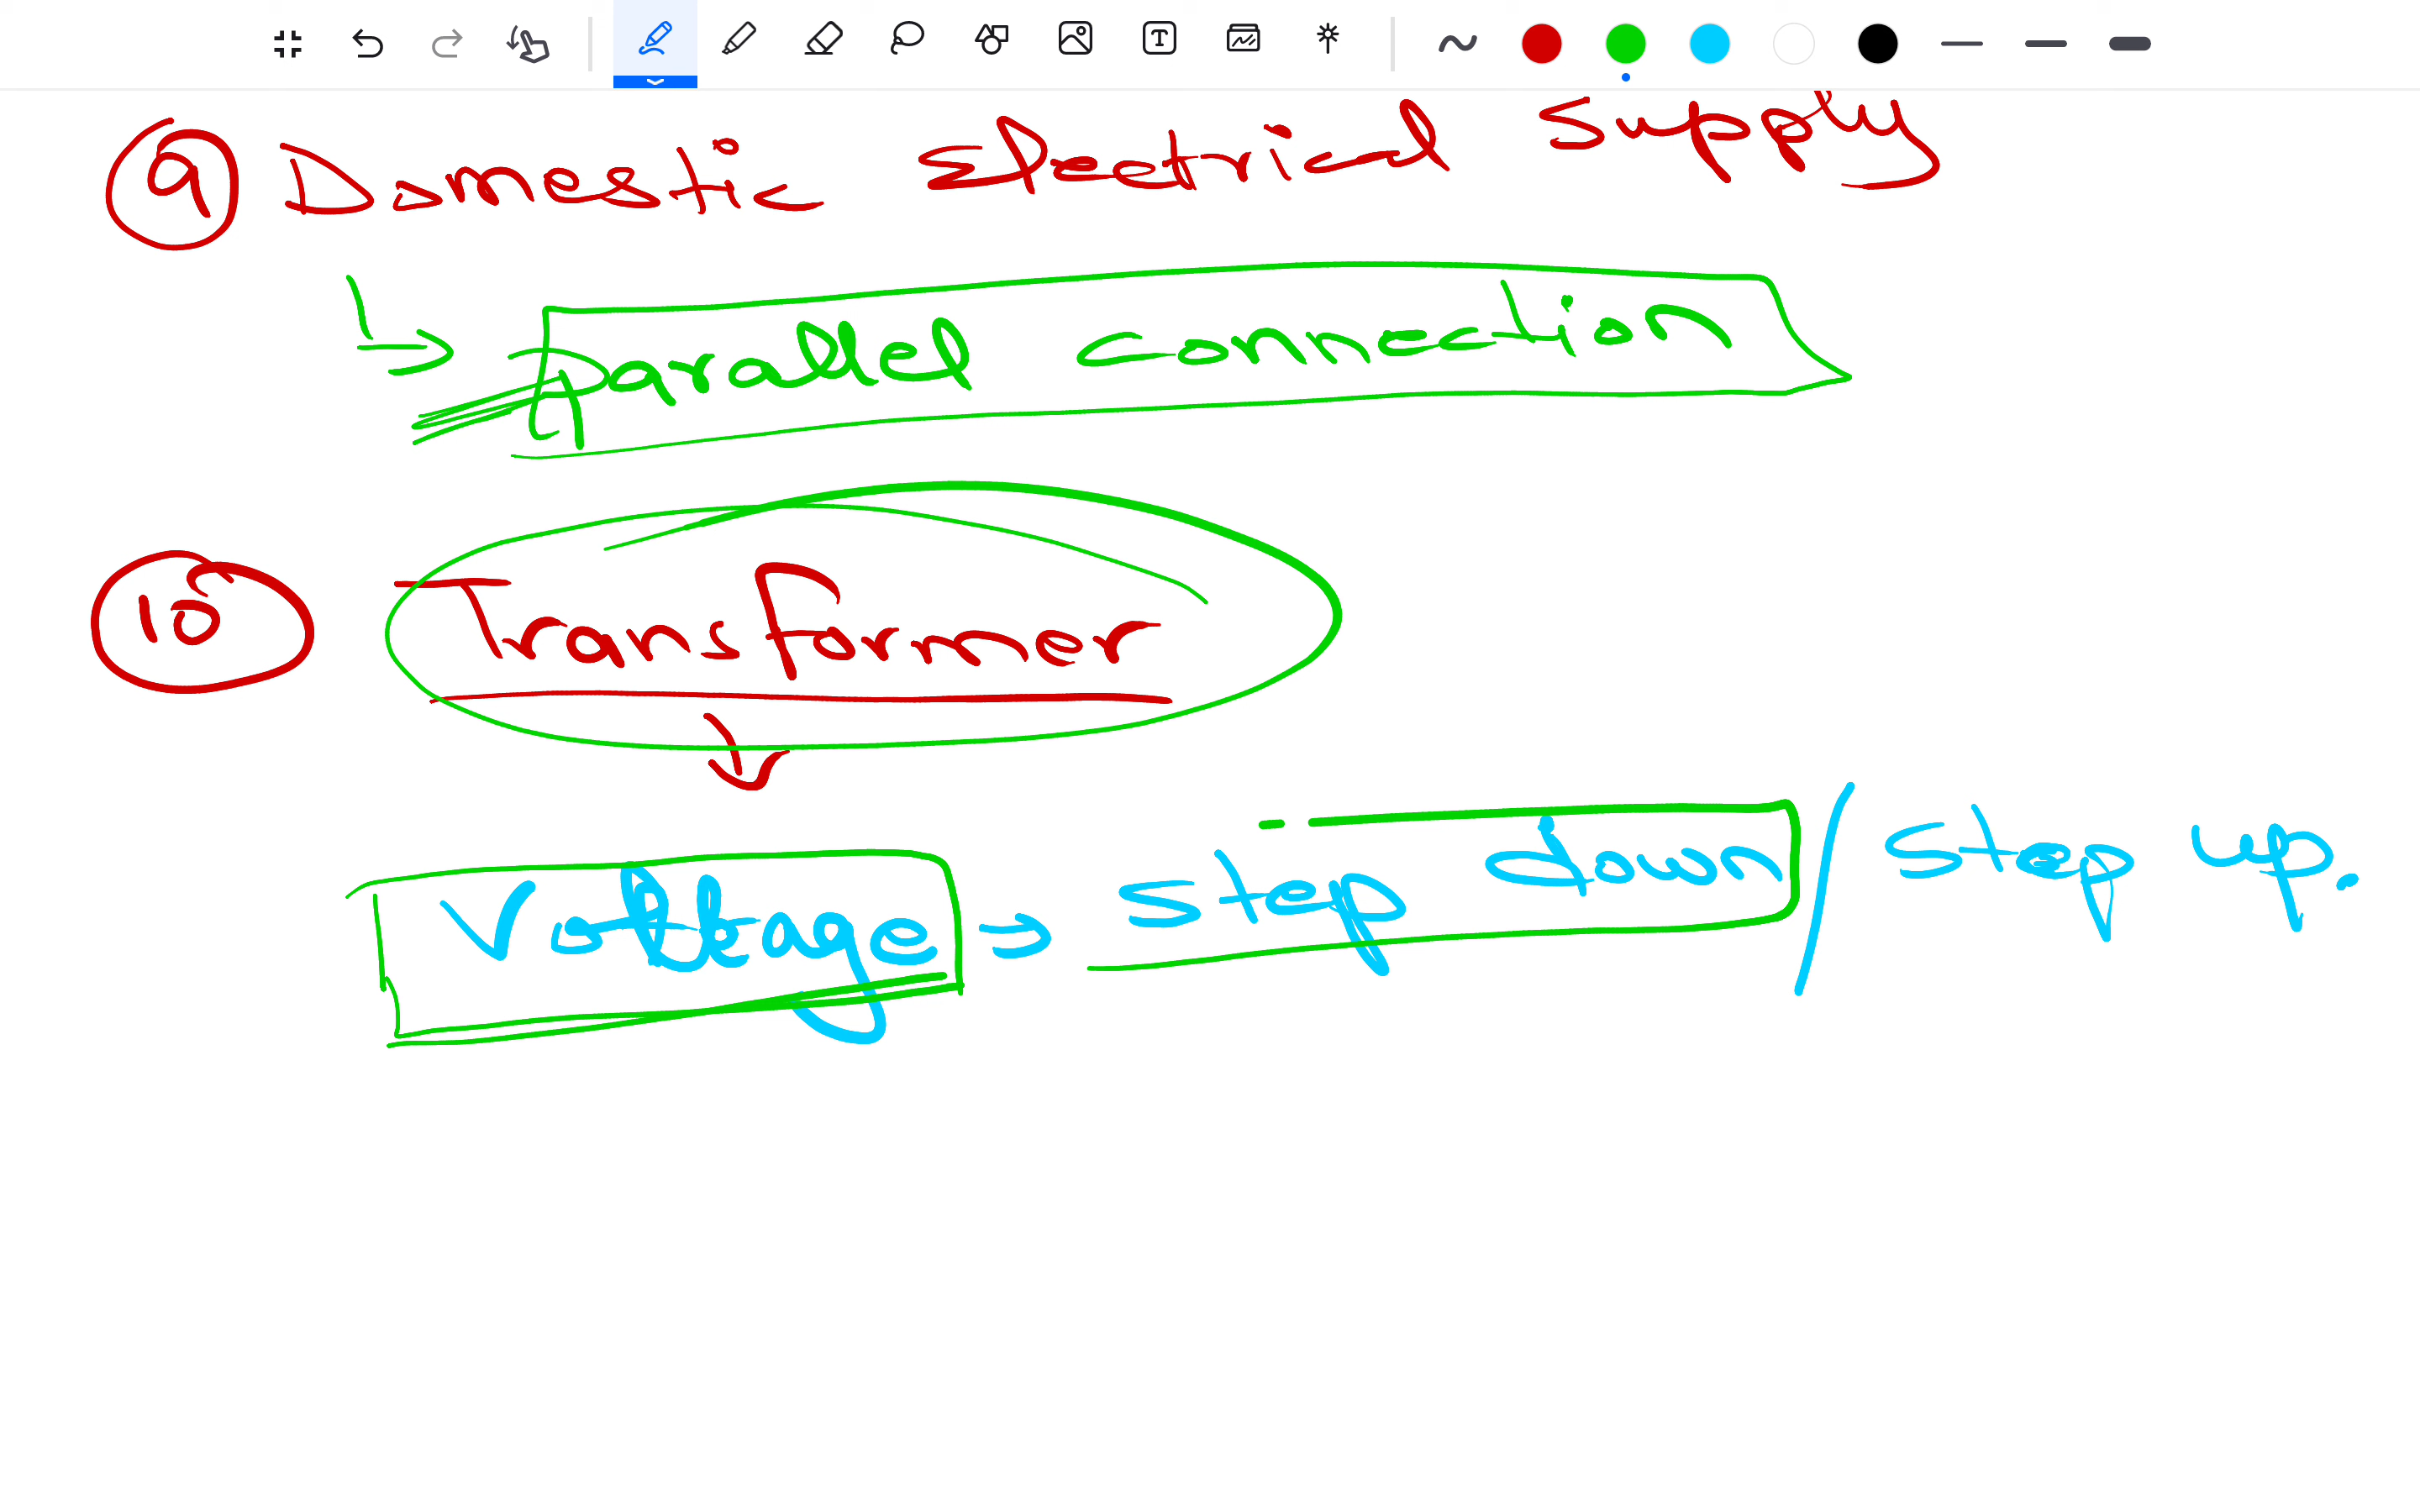 9 Domestic Electrical Supply
parallel connection
10 Transformer
Voltage → Step down / Step up.